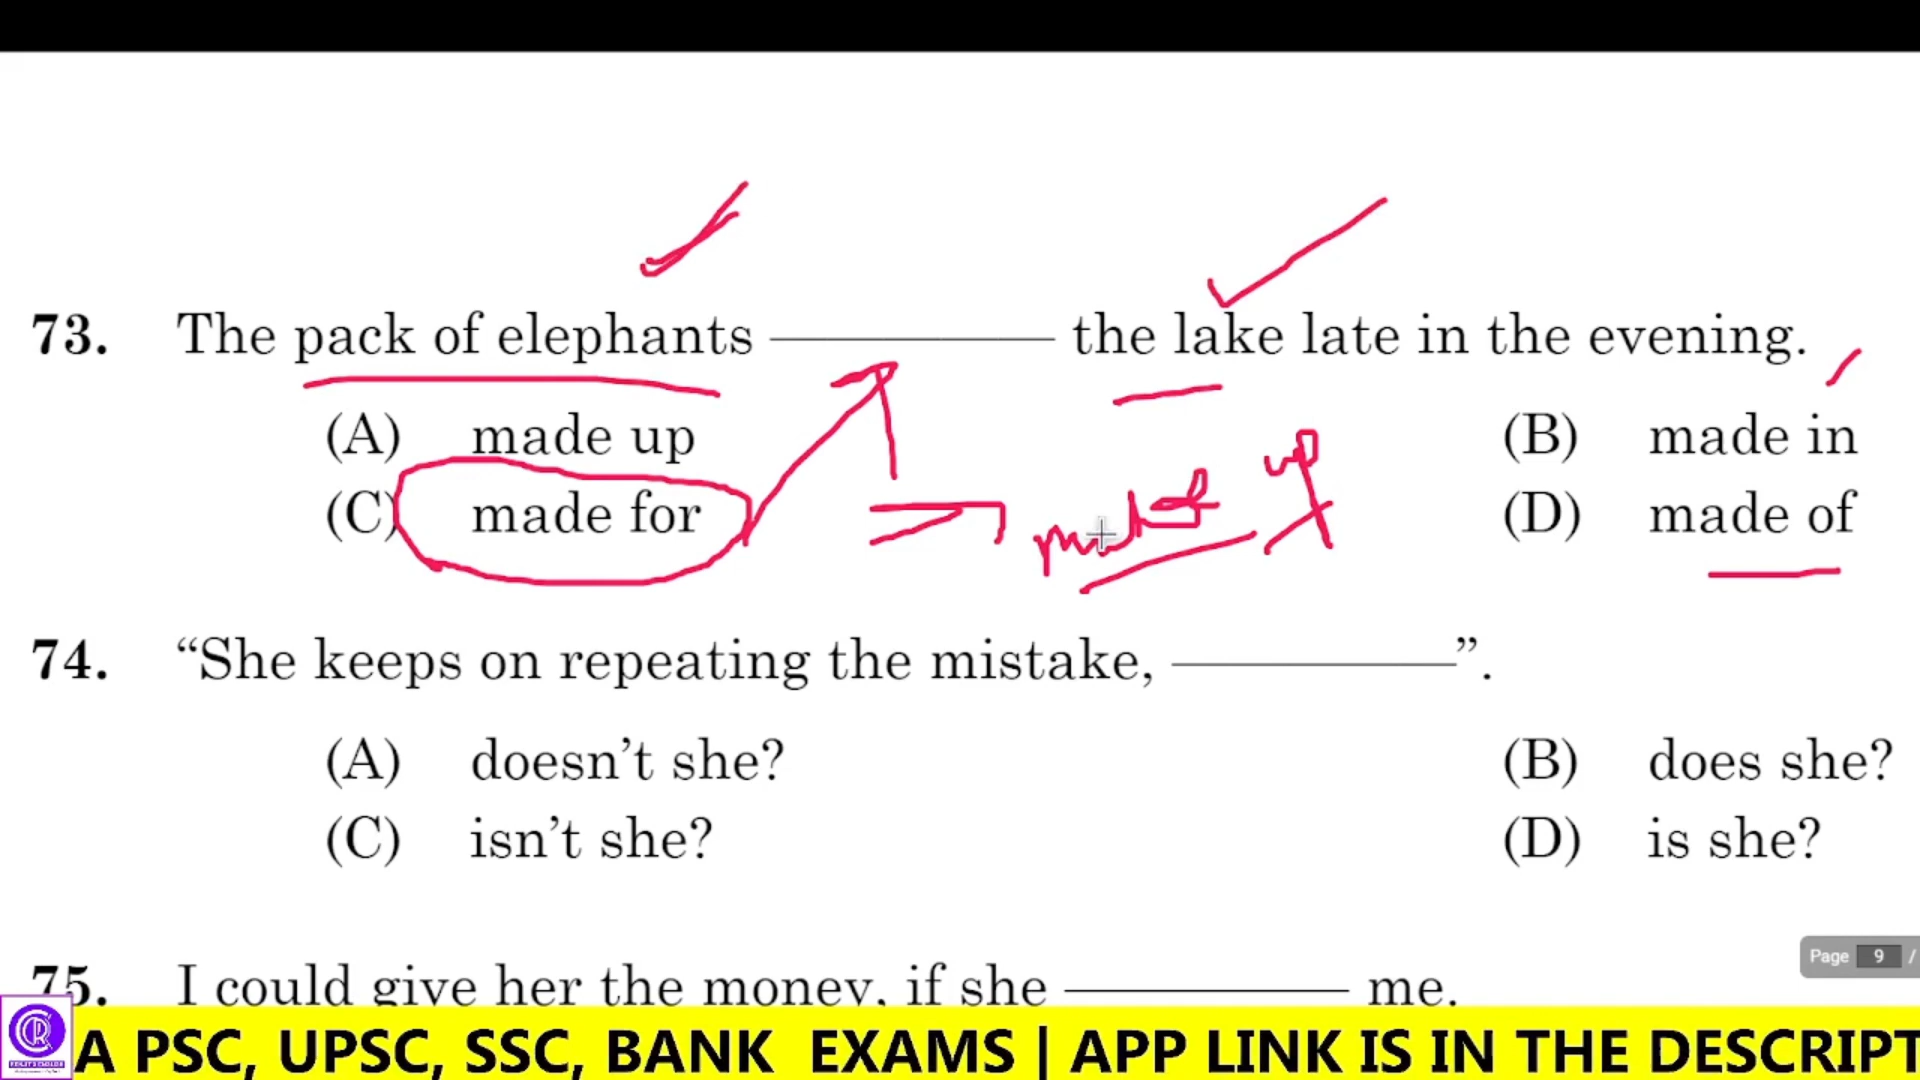 73. The pack of elephants ________ the lake late in the evening.
(A) made up (B) made in
(C) made for (D) made of
up
74. “She keeps on repeating the mistake, ________”.
(A) doesn’t she? (B) does she?
(C) isn’t she? (D) is she?
75. I could give her the money, if she ________ me.
Page 9 /
A PSC, UPSC, SSC, BANK EXAMS | APP LINK IS IN THE DESCRIPT